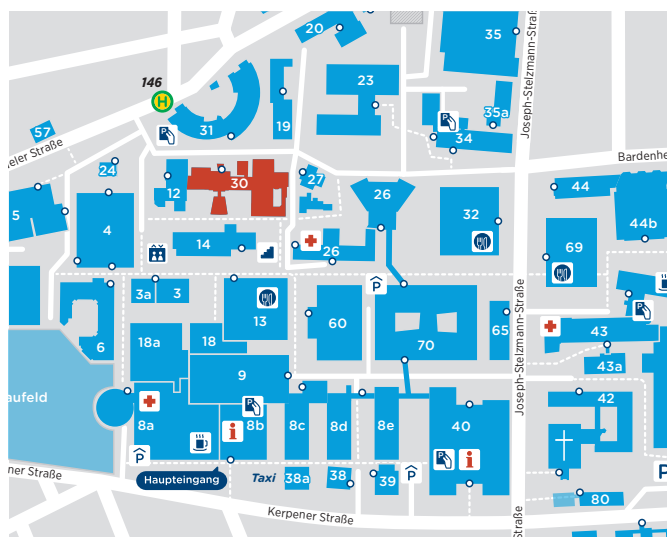 20
35
146
23
H
P
P
35a
57
31
19
34
eler Straße
Joseph-Stelzmann-Straße
Bardenhe
24
30
27
12
26
44
5
4
32
44b
14
26
69
P
3a
3
13
60
P
18a
18
70
65
43
6
43a
9
aufeld
Joseph-Stelzmann-Straße
42
8a
P
8b
8c
8d
8e
40
i
P
i
P
Haupteingang
Taxi
38a
38
39
P
P
ner Straße
80
Kerpener Straße
Straße